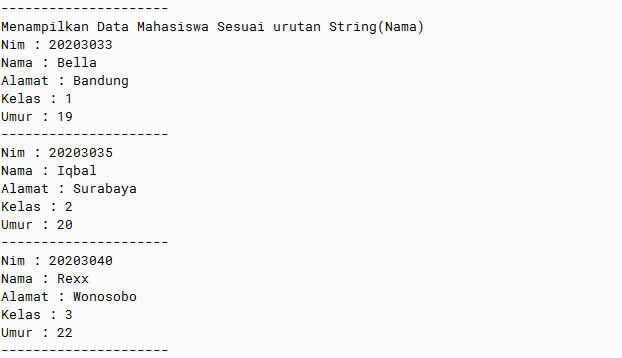 ---------------------
Menampilkan Data Mahasiswa Sesuai urutan String(Nama)
Nim : 20203033
Nama : Bella
Alamat : Bandung
Kelas : 1
Umur : 19
---------------------
Nim : 20203035
Nama : Iqbal
Alamat : Surabaya
Kelas : 2
Umur : 20
---------------------
Nim : 20203040
Nama : Rexx
Alamat : Wonosobo
Kelas : 3
Umur : 22
---------------------